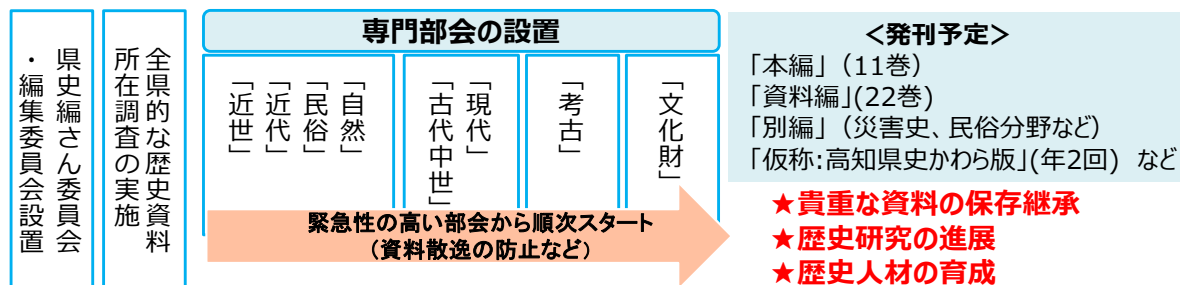 県史編さん委員会
・編集委員会設置
全県的な歴史資料
所在調査の実施
専門部会の設置
「自然」
「民俗」
「近代」
「近世」
「現代」
「古代中世」
「考古」
「文化財」
緊急性の高い部会から順次スタート
（資料散逸の防止など）
＜発刊予定＞
「本編」（11巻）
「資料編」(22巻)
「別編」（災害史、民俗分野など）
「仮称:高知県史かわら版」(年2回) など
★貴重な資料の保存継承
★歴史研究の進展
★歴史人材の育成